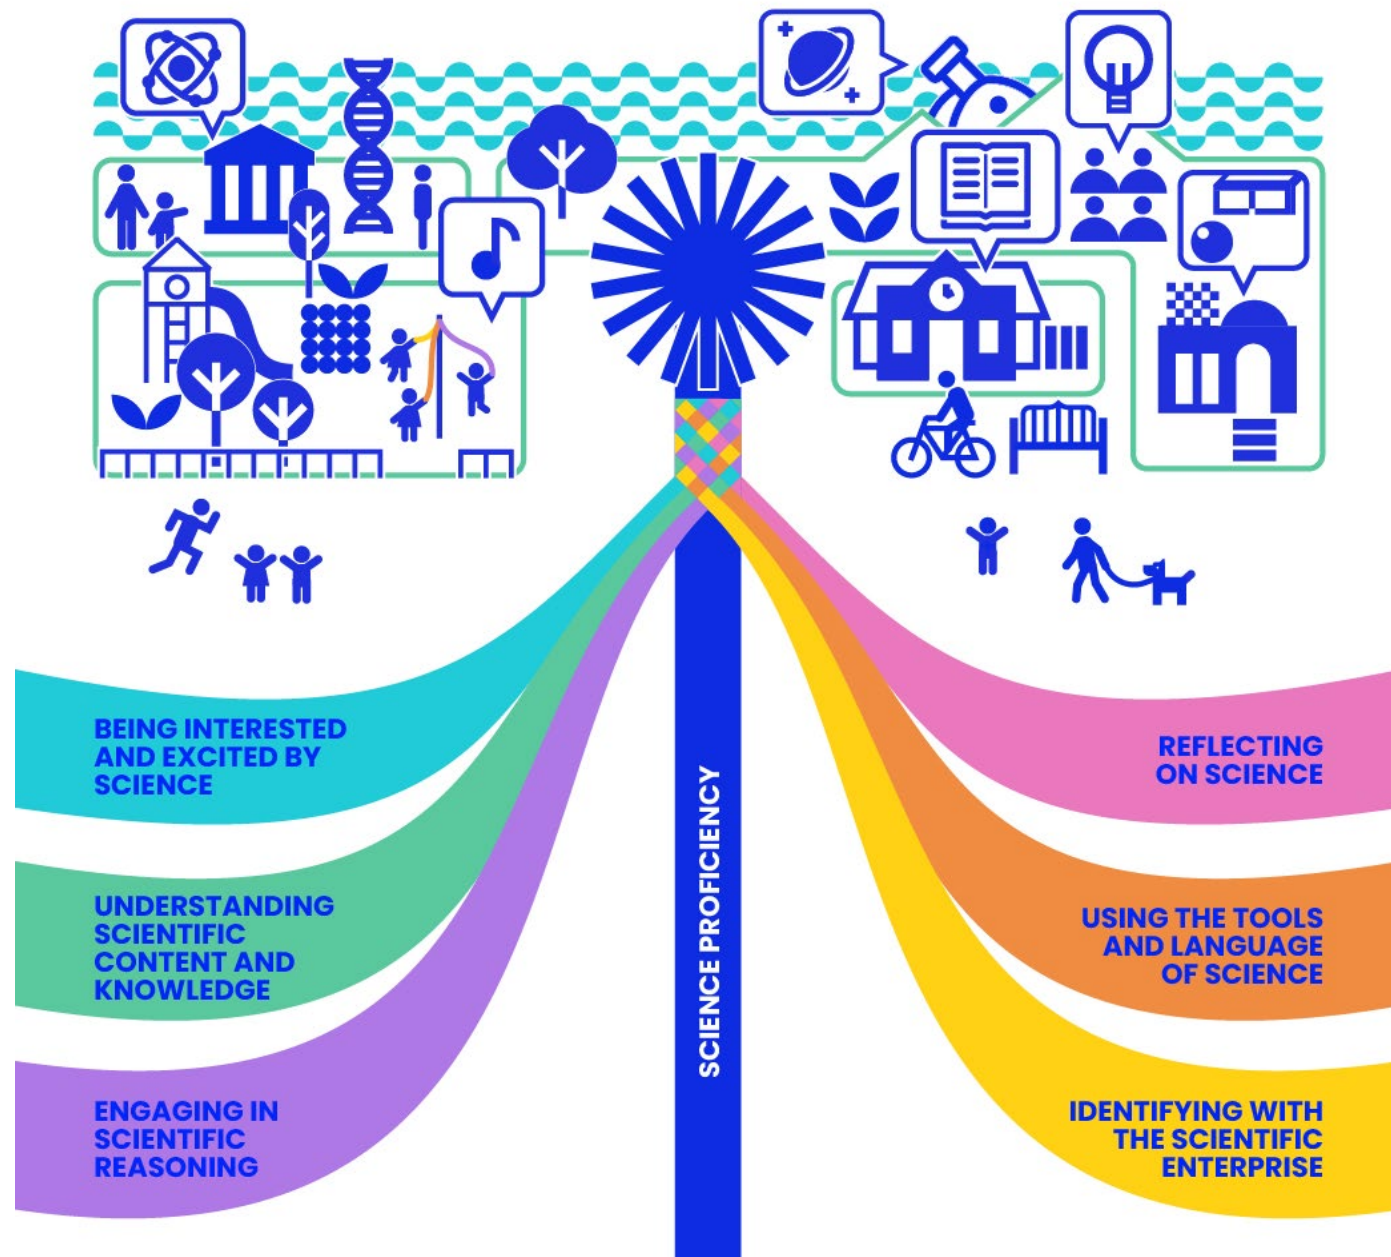 BEING INTERESTED
AND EXCITED BY
SCIENCE
UNDERSTANDING
SCIENTIFIC
CONTENT AND
KNOWLEDGE
ENGAGING IN
SCIENTIFIC
REASONING
SCIENCE PROFICIENCY
REFLECTING
ON SCIENCE
USING THE TOOLS
AND LANGUAGE
OF SCIENCE
IDENTIFYING WITH
THE SCIENTIFIC
ENTERPRISE